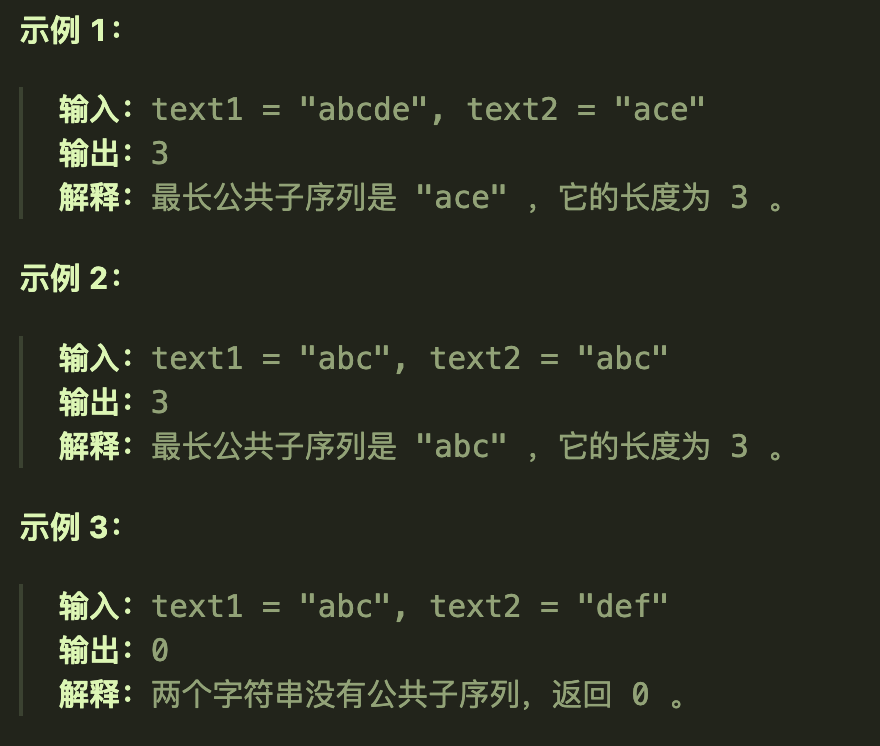 示例 1：
输入：text1 = "abcde", text2 = "ace"
输出：3
解释：最长公共子序列是 "ace" ，它的长度为 3 。
示例 2：
输入：text1 = "abc", text2 = "abc"
输出：3
解释：最长公共子序列是 "abc" ，它的长度为 3 。
示例 3：
输入：text1 = "abc", text2 = "def"
输出：0
解释：两个字符串没有公共子序列，返回 0 。